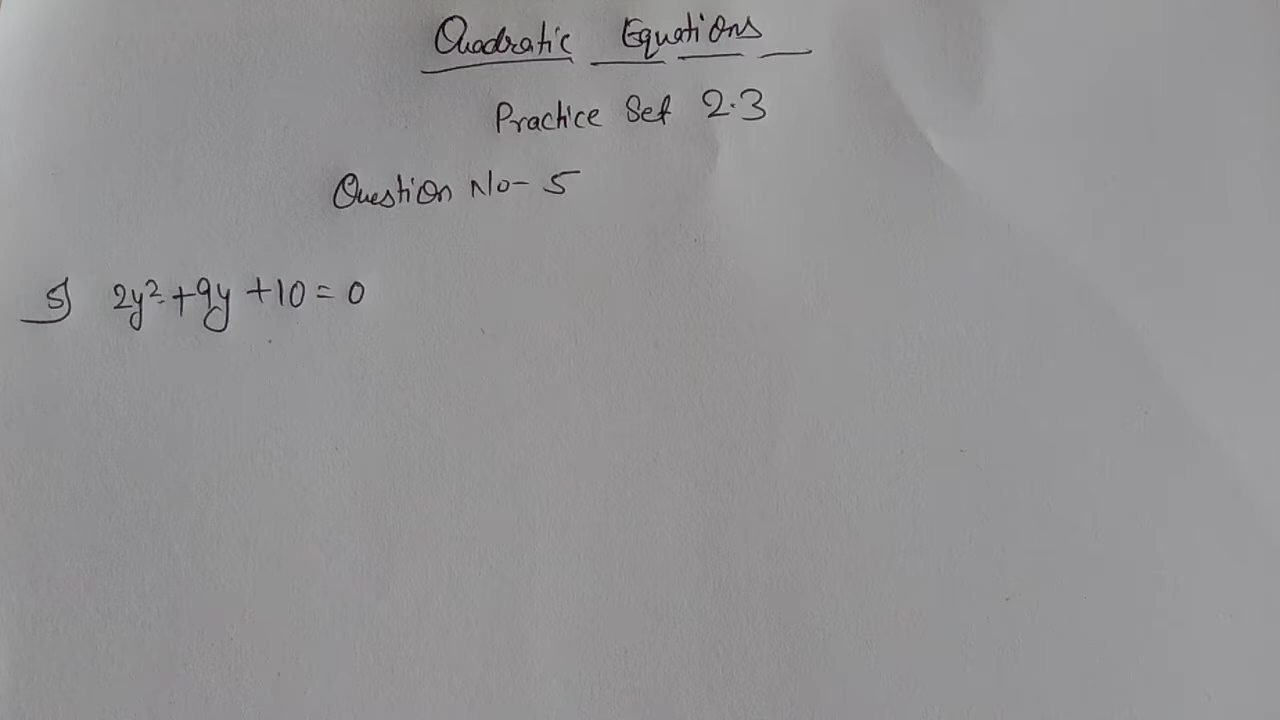 Quadratic Equations
Practice Set 2.3
Question No- 5
5) 2y²+9y+10=0